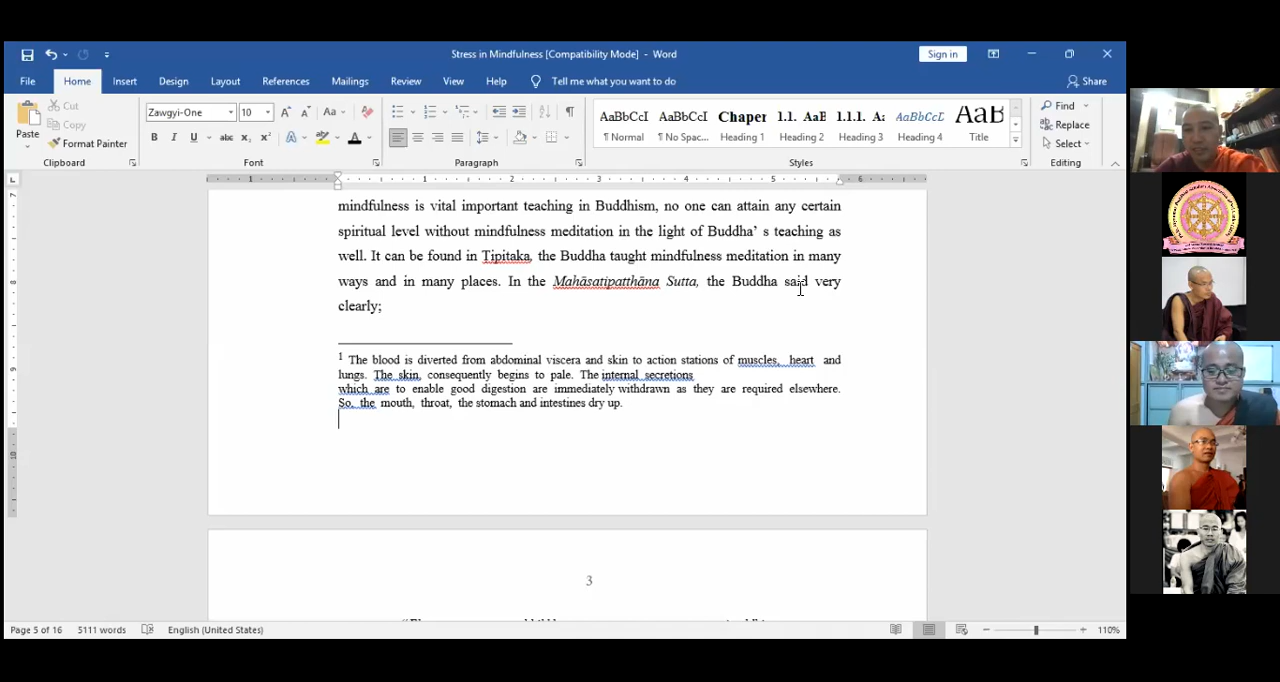 Stress in Mindfulness [Compatibility Mode] - Word
Sign in
File Home Insert Design Layout References Mailings Review View Help Tell me what you want to do Share
Paste
Cut
Copy
Format Painter
Clipboard
Zawgyi-One 10
Font
Paragraph
AaBbCcI AaBbCcI Chaper 1.1. AaB 1.1.1. A: AaBbCcL AaB
¶ Normal ¶ No Spac... Heading 1 Heading 2 Heading 3 Heading 4 Title
Styles
Find
Replace
Select
Editing
1 1 2 3 4 5 6
mindfulness is vital important teaching in Buddhism, no one can attain any certain
spiritual level without mindfulness meditation in the light of Buddha’ s teaching as
well. It can be found in Tipitaka, the Buddha taught mindfulness meditation in many
ways and in many places. In the Mahāsatipatthāna Sutta, the Buddha said very
clearly;
1 The blood is diverted from abdominal viscera and skin to action stations of muscles, heart and
lungs. The skin, consequently begins to pale. The internal secretions
which are to enable good digestion are immediately withdrawn as they are required elsewhere.
So, the mouth, throat, the stomach and intestines dry up.
3
Page 5 of 16 5111 words English (United States) 110%